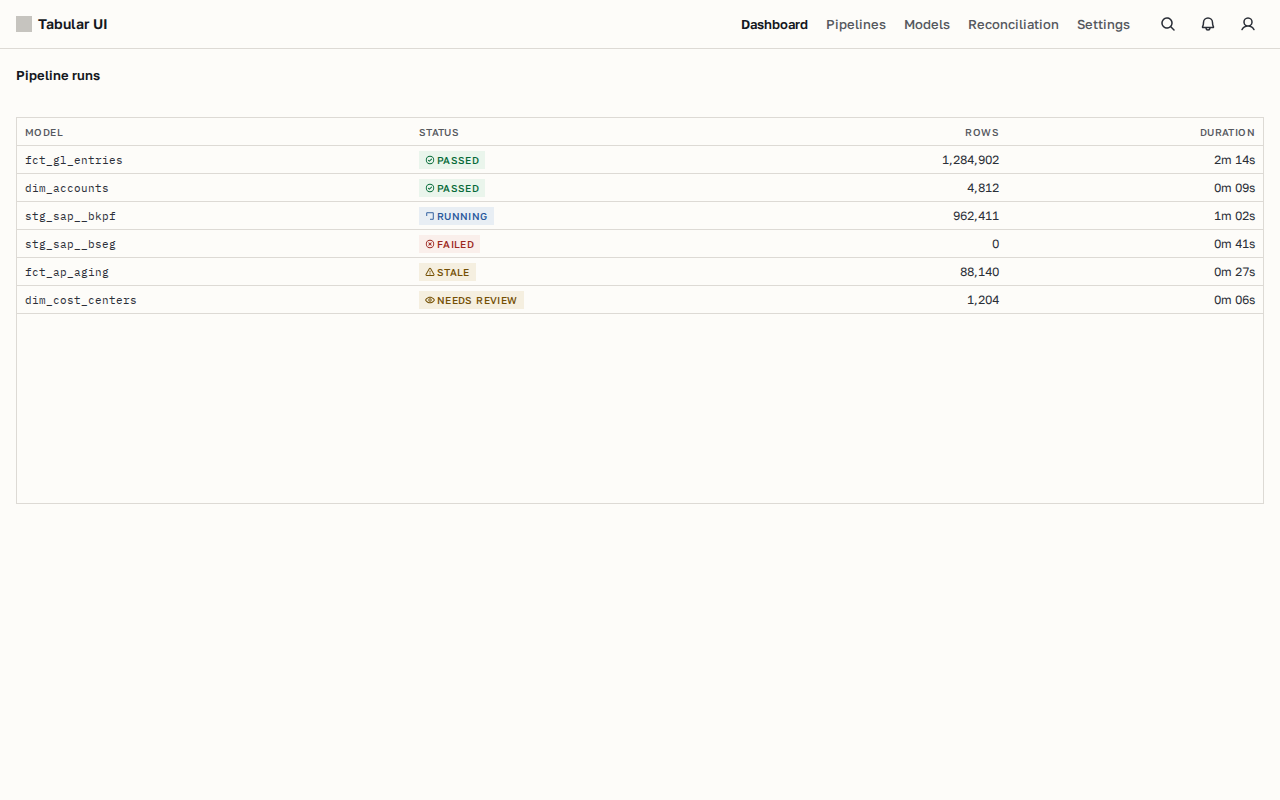 Tabular UI Dashboard Pipelines Models Reconciliation Settings
Pipeline runs
MODEL STATUS ROWS DURATION
fct_gl_entries PASSED 1,284,902 2m 14s
dim_accounts PASSED 4,812 0m 09s
stg_sap__bkpf RUNNING 962,411 1m 02s
stg_sap__bseg FAILED 0 0m 41s
fct_ap_aging STALE 88,140 0m 27s
dim_cost_centers NEEDS REVIEW 1,204 0m 06s